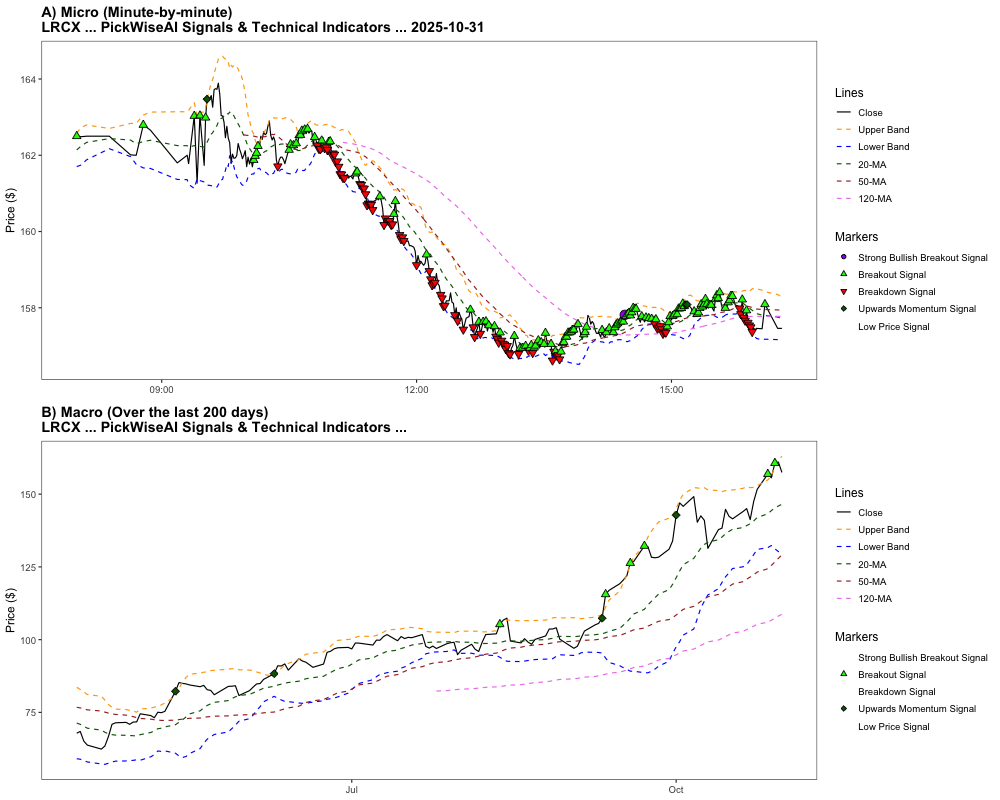 A) Micro (Minute-by-minute)
LRCX ... PickWiseAI Signals & Technical Indicators ... 2025-10-31
Price ($)
164
162
160
158
09:00
12:00
15:00
Lines
Close
Upper Band
Lower Band
20-MA
50-MA
120-MA
Markers
Strong Bullish Breakout Signal
Breakout Signal
Breakdown Signal
Upwards Momentum Signal
Low Price Signal
B) Macro (Over the last 200 days)
LRCX ... PickWiseAI Signals & Technical Indicators ...
Price ($)
150
125
100
75
Jul
Oct
Lines
Close
Upper Band
Lower Band
20-MA
50-MA
120-MA
Markers
Strong Bullish Breakout Signal
Breakout Signal
Breakdown Signal
Upwards Momentum Signal
Low Price Signal